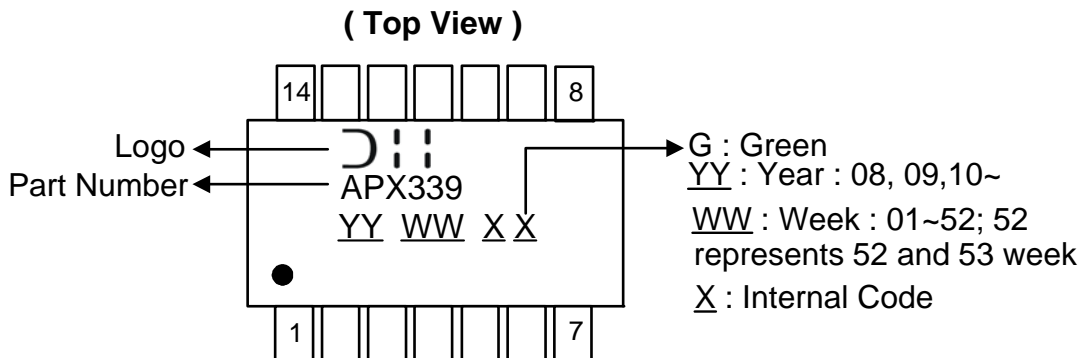 ( Top View )
14 8
Logo
Part Number
APX339
YY WW X X
1 7
G : Green
YY : Year : 08, 09,10~
WW : Week : 01~52; 52
represents 52 and 53 week
X : Internal Code